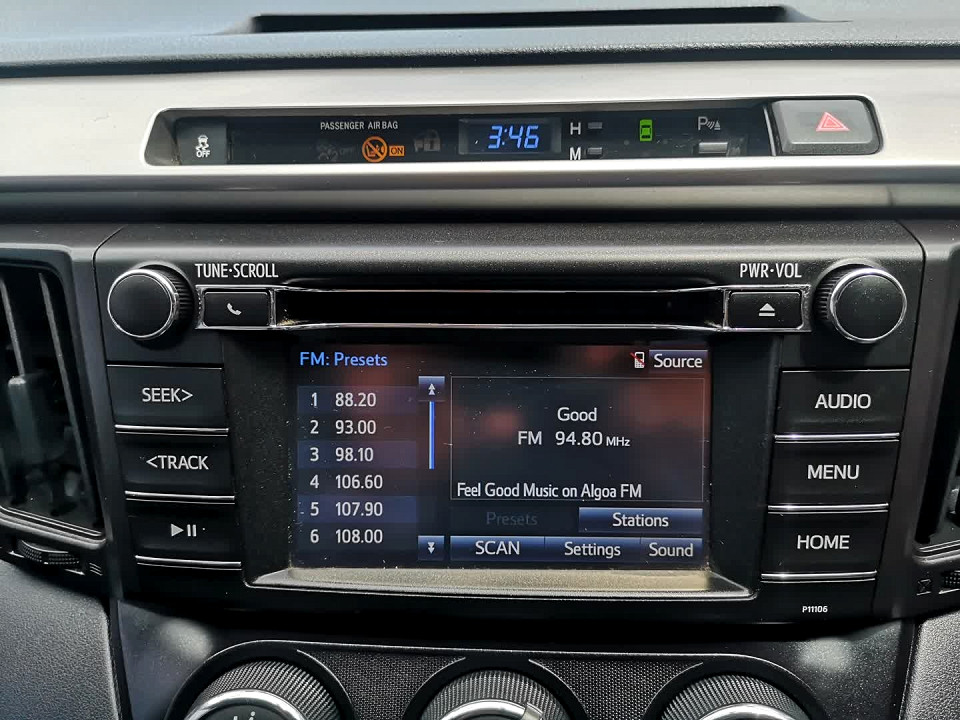 PASSENGER AIR BAG
OFF
ON
3:46
H
M
P
TUNE·SCROLL
PWR·VOL
SEEK>
<TRACK
AUDIO
MENU
HOME
FM: Presets
Source
1 88.20
2 93.00
3 98.10
4 106.60
5 107.90
6 108.00
Good
FM 94.80 MHz
Feel Good Music on Algoa FM
Presets
Stations
SCAN
Settings
Sound
P11106